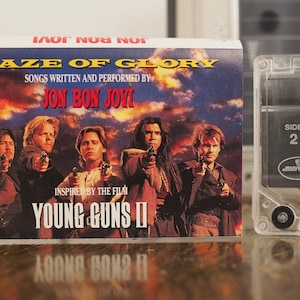 JON BON JOVI
AZE OF GLORY
SONGS WRITTEN AND PERFORMED BY
JON BON JOVI
INSPIRED BY THE FILM
YOUNG GUNS II
SIDE
2